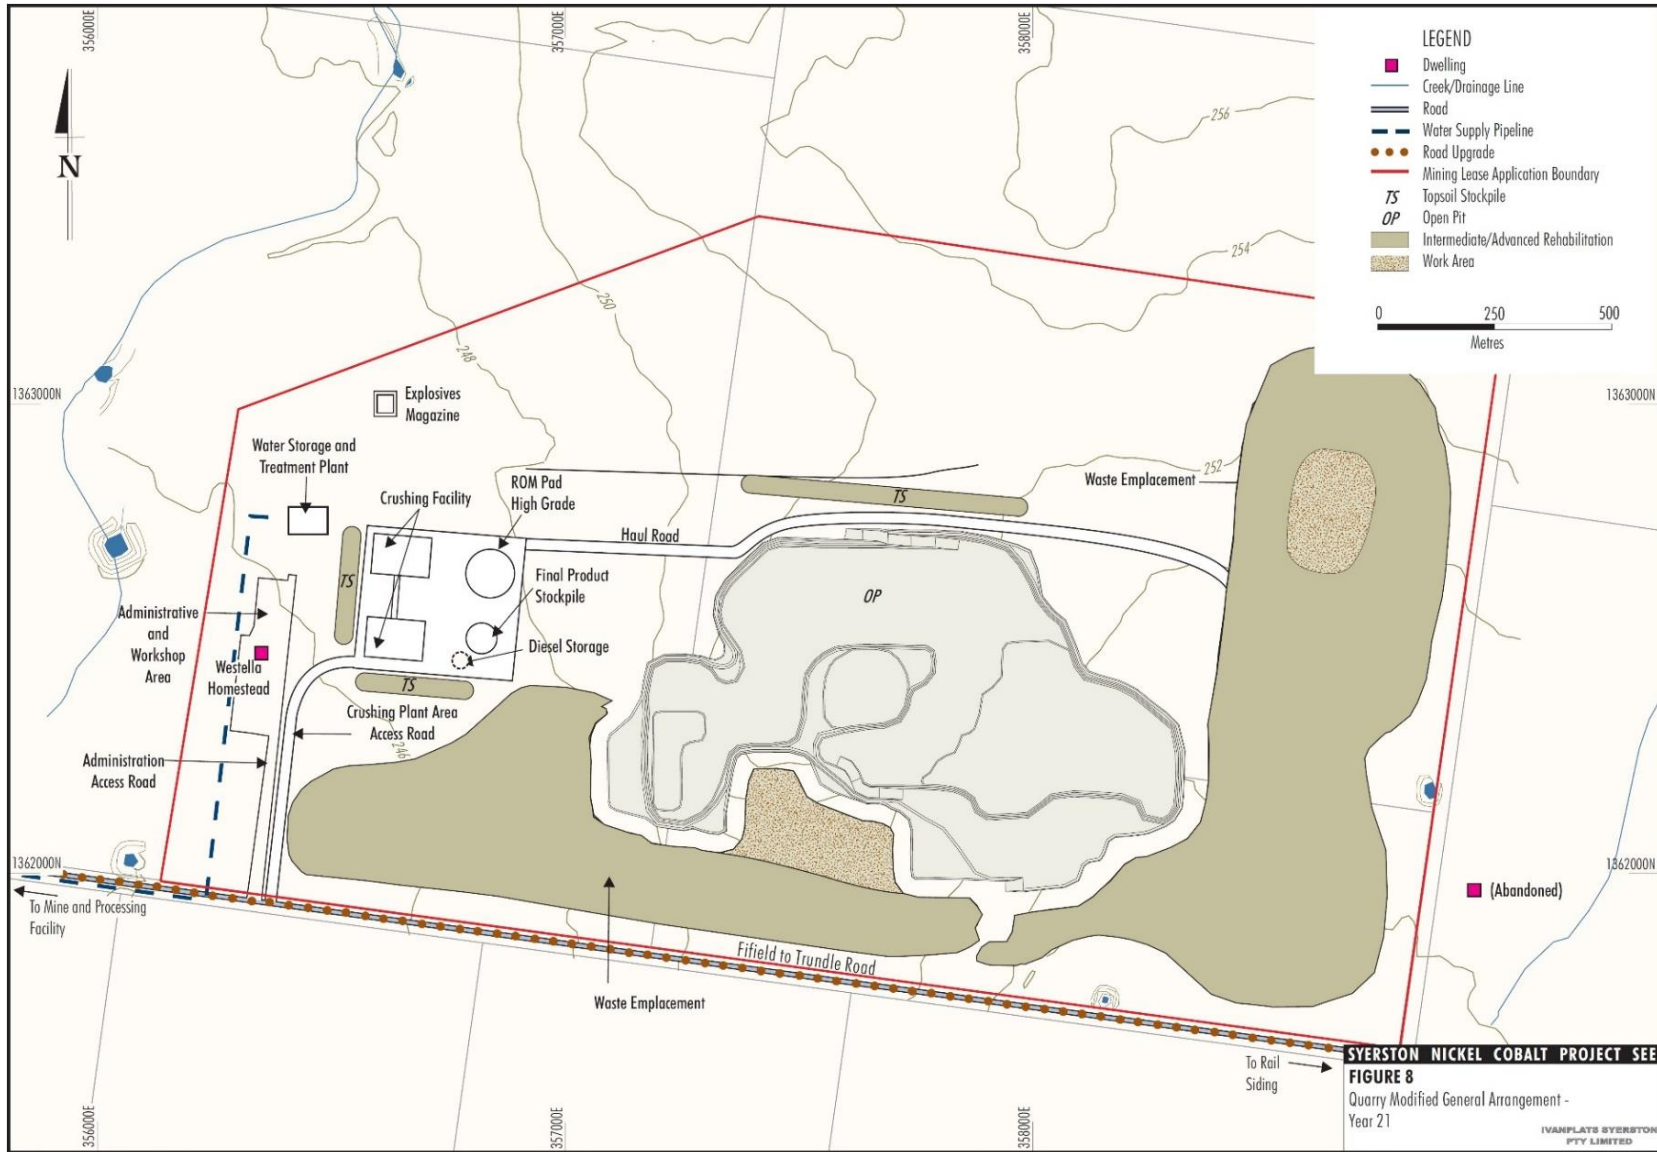 356000E
357000E
358000E
LEGEND
Dwelling
Creek/Drainage Line
Road
Water Supply Pipeline
Road Upgrade
Mining Lease Application Boundary
TS Topsoil Stockpile
OP Open Pit
Intermediate/Advanced Rehabilitation
Work Area
0 250 500
Metres
N
256
254
250
248
252
246
1363000N
1363000N
Explosives
Magazine
Water Storage and
Treatment Plant
Crushing Facility
ROM Pad
High Grade
Haul Road
TS
Waste Emplacement
TS
Final Product
Stockpile
OP
Administrative
and
Workshop
Area
Diesel Storage
Westella
Homestead
TS
Crushing Plant Area
Access Road
Administration
Access Road
1362000N
1362000N
To Mine and Processing
Facility
(Abandoned)
Fifield to Trundle Road
Waste Emplacement
To Rail
Siding
SYERSTON NICKEL COBALT PROJECT SEE
FIGURE 8
Quarry Modified General Arrangement -
Year 21
IVANPLATS SYERSTON
PTY LIMITED
356000E
357000E
358000E